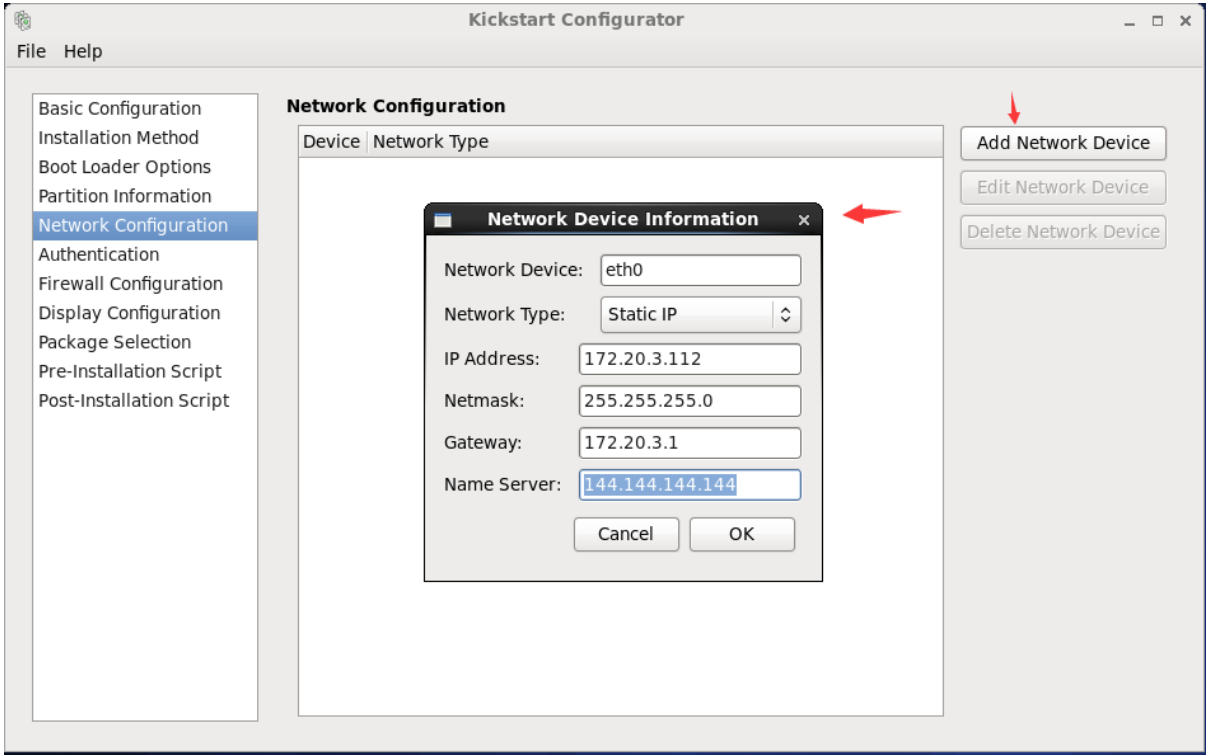 Kickstart Configurator
File Help
Basic Configuration
Installation Method
Boot Loader Options
Partition Information
Network Configuration
Authentication
Firewall Configuration
Display Configuration
Package Selection
Pre-Installation Script
Post-Installation Script
Network Configuration
Device Network Type
Add Network Device
Edit Network Device
Delete Network Device
Network Device Information
Network Device: eth0
Network Type: Static IP
IP Address: 172.20.3.112
Netmask: 255.255.255.0
Gateway: 172.20.3.1
Name Server: 144.144.144.144
Cancel OK